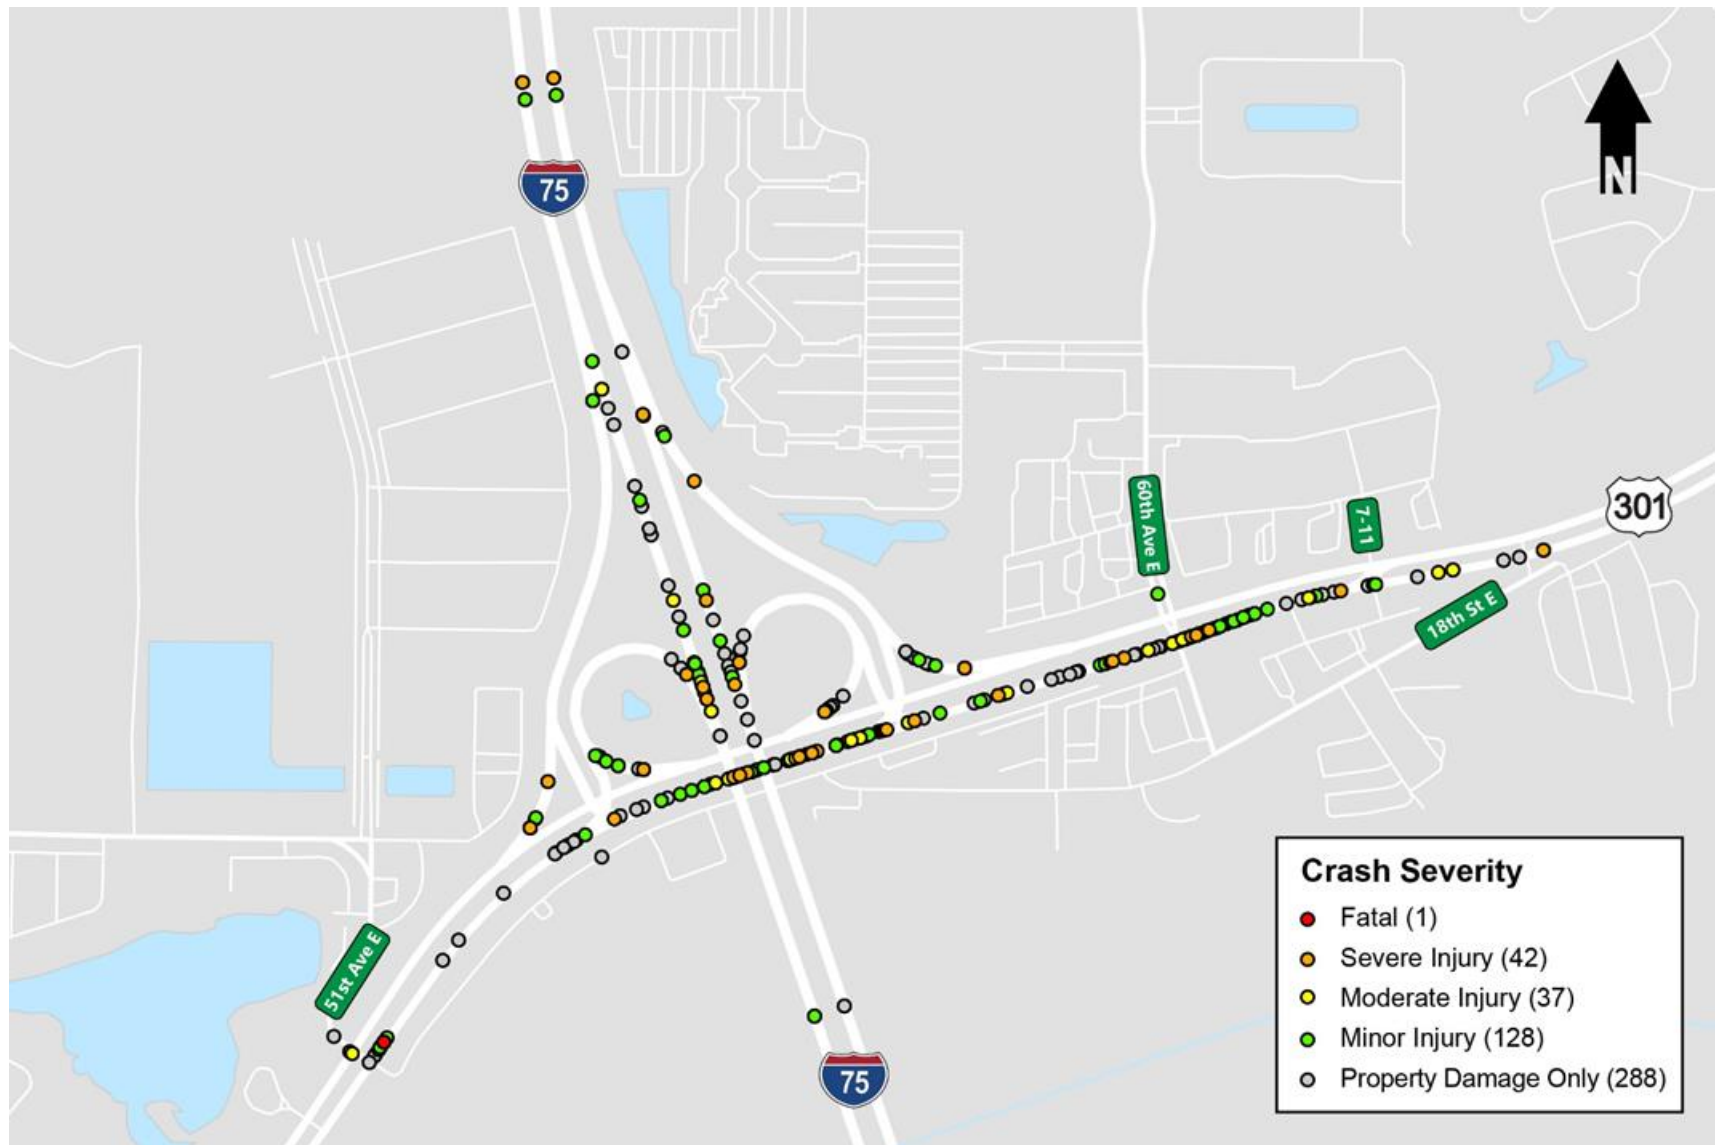 75
N
60th Ave E
7-11
301
18th St E
51st Ave E
75
Crash Severity
Fatal (1)
Severe Injury (42)
Moderate Injury (37)
Minor Injury (128)
Property Damage Only (288)